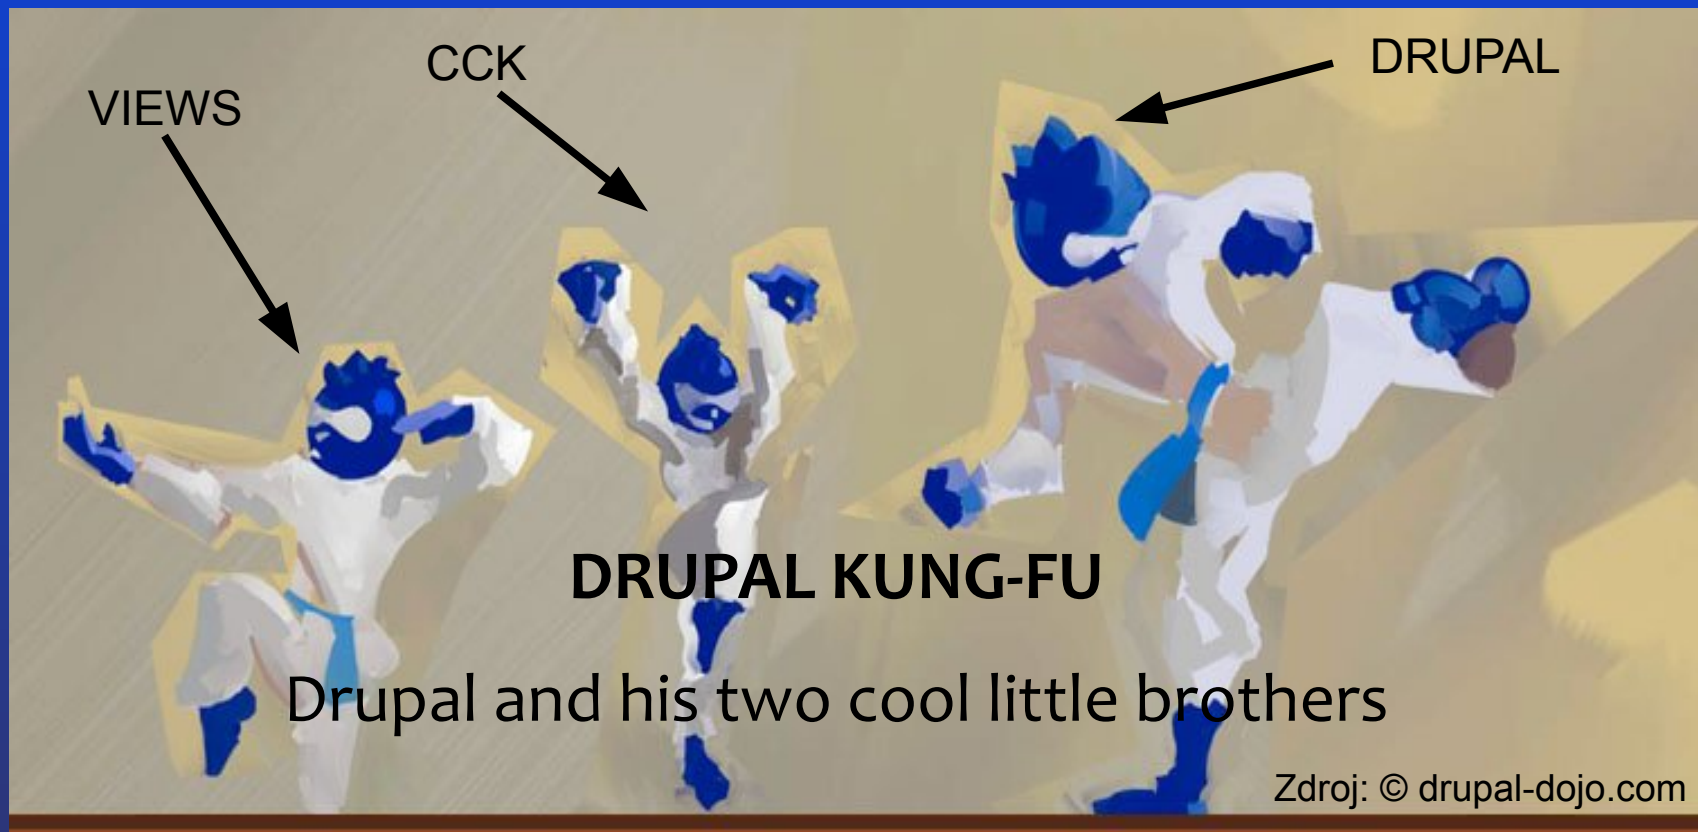 CCK
DRUPAL
VIEWS
DRUPAL KUNG-FU
Drupal and his two cool little brothers
Zdroj: © drupal-dojo.com